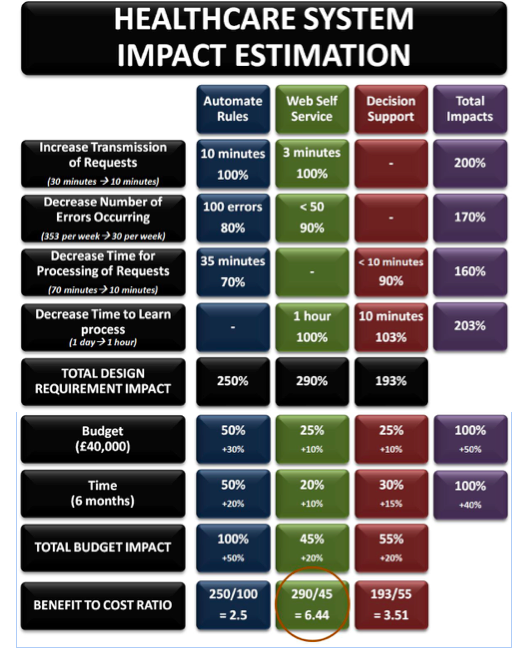 HEALTHCARE SYSTEM
IMPACT ESTIMATION
Automate Rules
Web Self Service
Decision Support
Total Impacts
Increase Transmission
of Requests
(30 minutes → 10 minutes)
10 minutes
100%
3 minutes
100%
-
200%
Decrease Number of
Errors Occurring
(353 per week → 30 per week)
100 errors
80%
< 50
90%
-
170%
Decrease Time for
Processing of Requests
(70 minutes → 10 minutes)
35 minutes
70%
-
< 10 minutes
90%
160%
Decrease Time to Learn
process
(1 day → 1 hour)
-
1 hour
100%
10 minutes
103%
203%
TOTAL DESIGN
REQUIREMENT IMPACT
250%
290%
193%
Budget
(£40,000)
50%
+30%
25%
+10%
25%
+10%
100%
+50%
Time
(6 months)
50%
+20%
20%
+10%
30%
+15%
100%
+40%
TOTAL BUDGET IMPACT
100%
+50%
45%
+20%
55%
+20%
BENEFIT TO COST RATIO
250/100
= 2.5
290/45
= 6.44
193/55
= 3.51